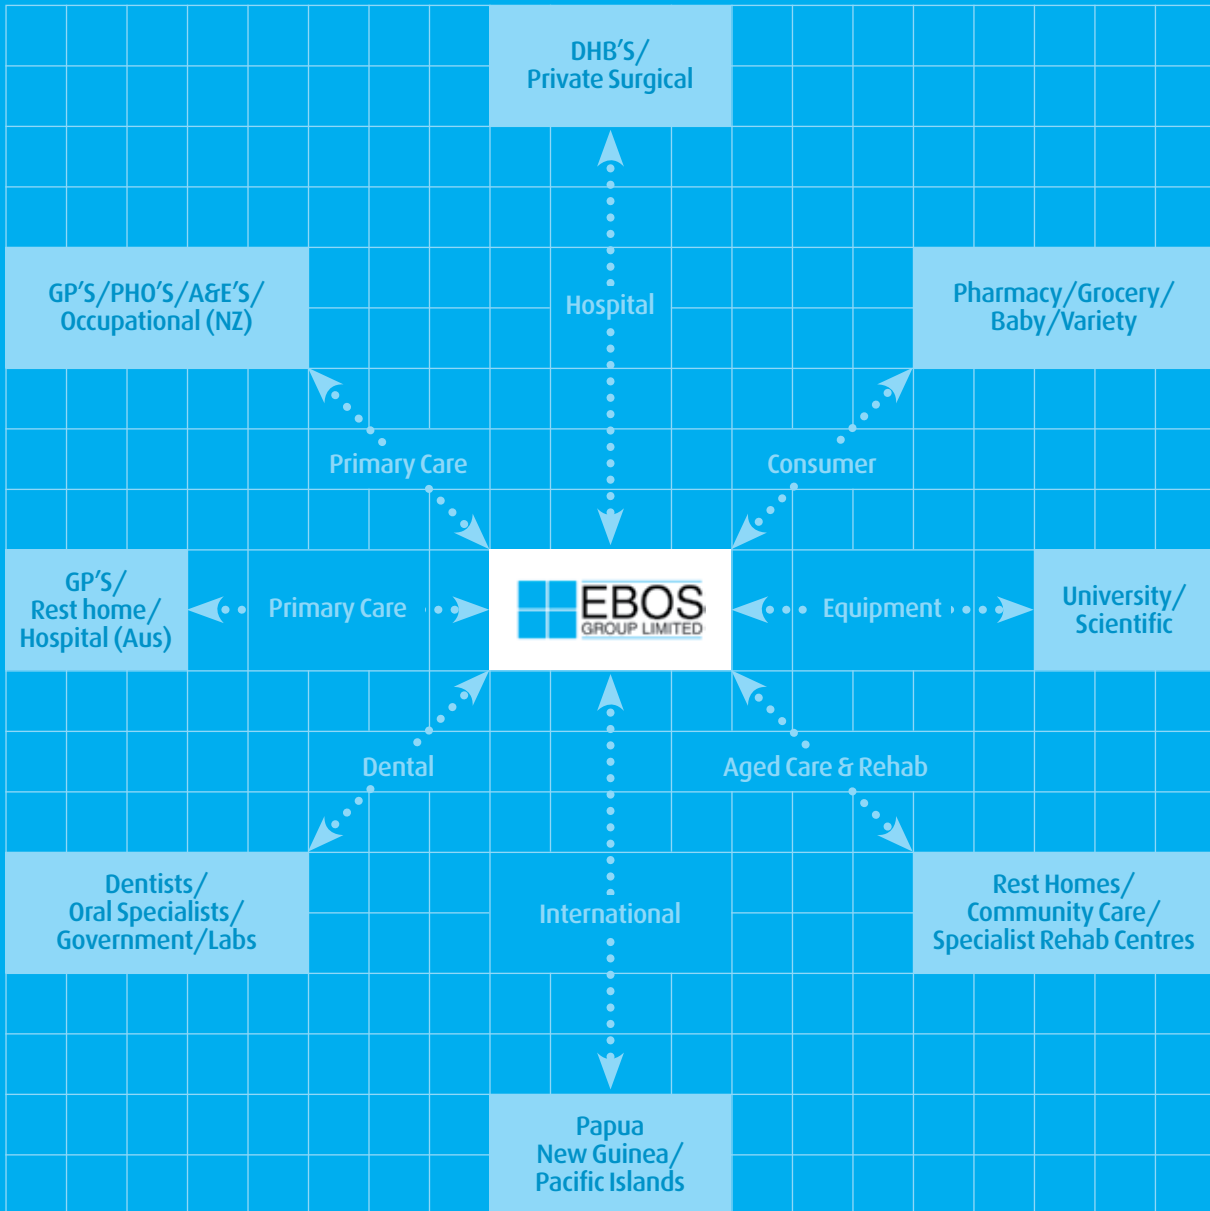 DHB'S/
Private Surgical
GP'S/PHO'S/A&E'S/
Occupational (NZ)
Hospital
Pharmacy/Grocery/
Baby/Variety
Primary Care
Consumer
GP'S/
Rest home/
Hospital (Aus)
Primary Care
EBOS
GROUP LIMITED
Equipment
University/
Scientific
Dental
Aged Care & Rehab
Dentists/
Oral Specialists/
Government/Labs
International
Rest Homes/
Community Care/
Specialist Rehab Centres
Papua
New Guinea/
Pacific Islands